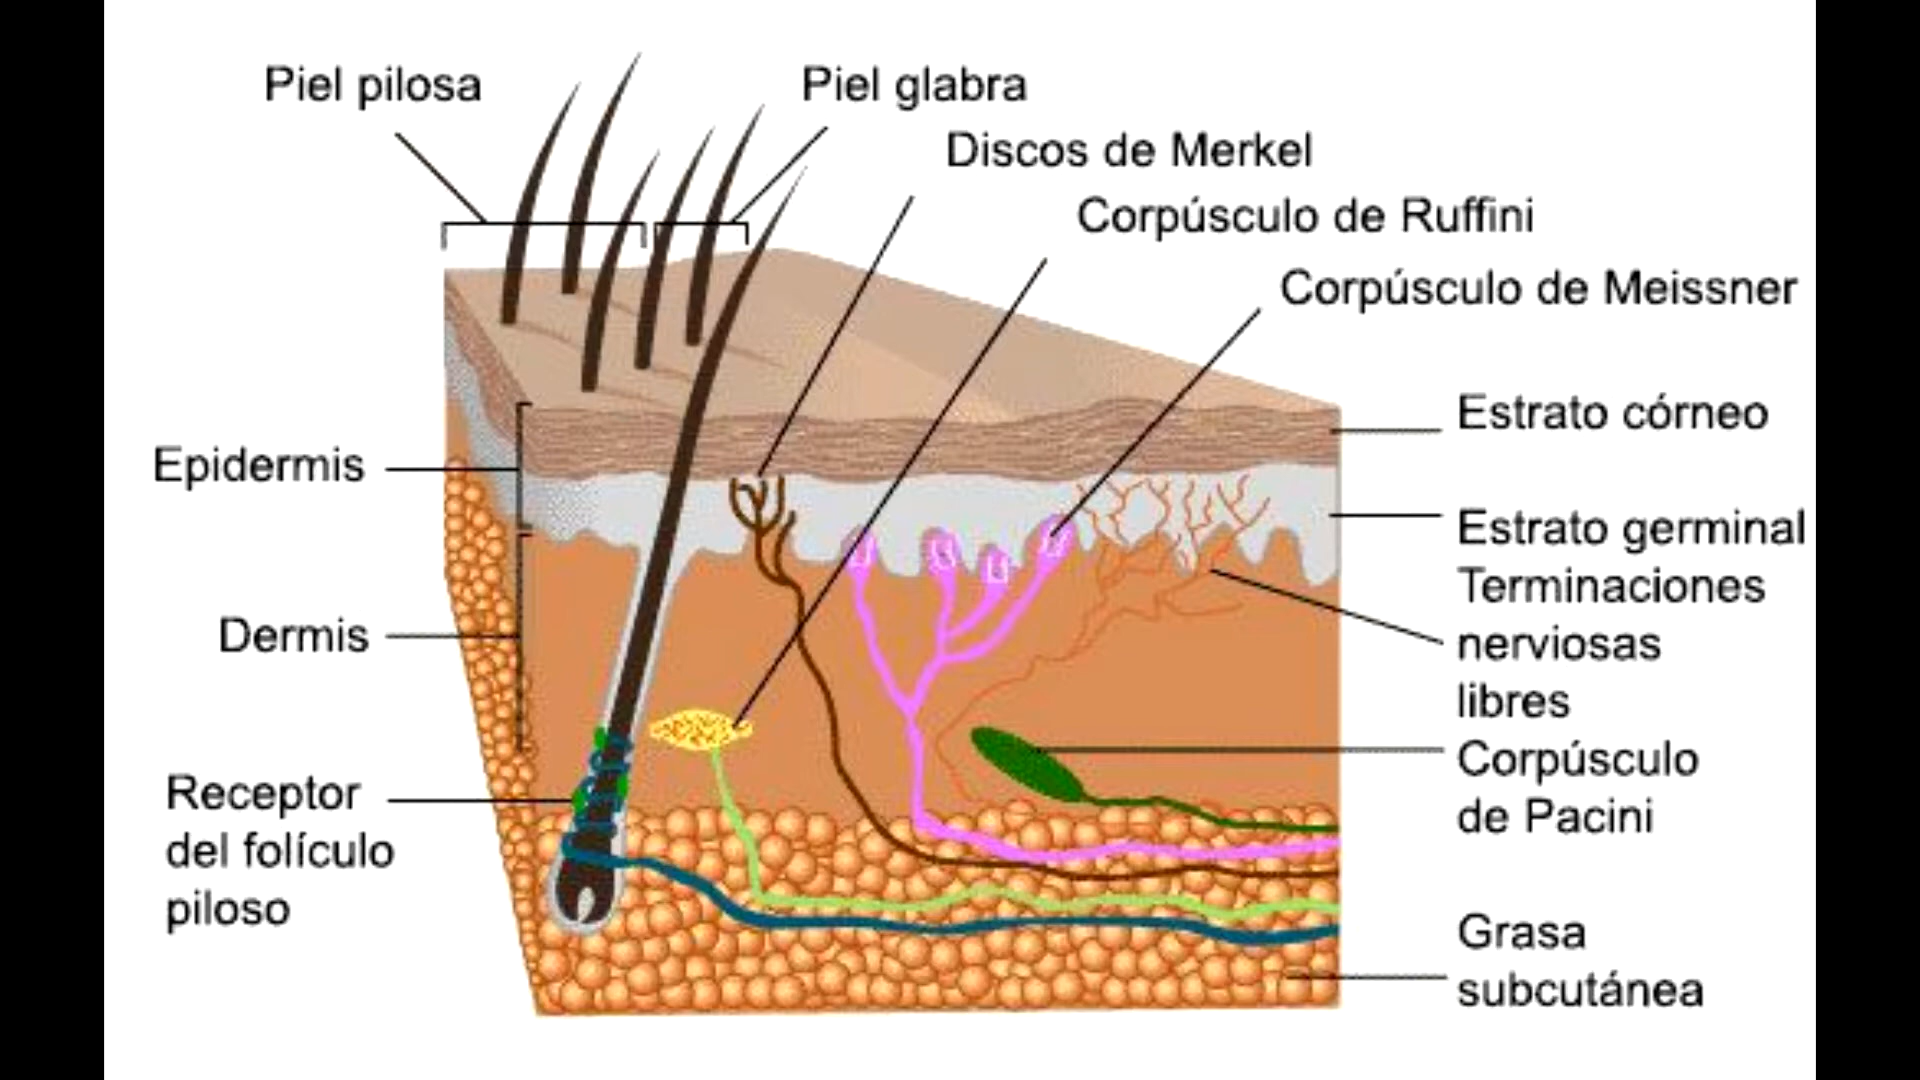 Piel pilosa
Piel glabra
Discos de Merkel
Corpúsculo de Ruffini
Corpúsculo de Meissner
Estrato córneo
Epidermis
Estrato germinal
Terminaciones
nerviosas
libres
Dermis
Corpúsculo
de Pacini
Receptor
del folículo
piloso
Grasa
subcutánea